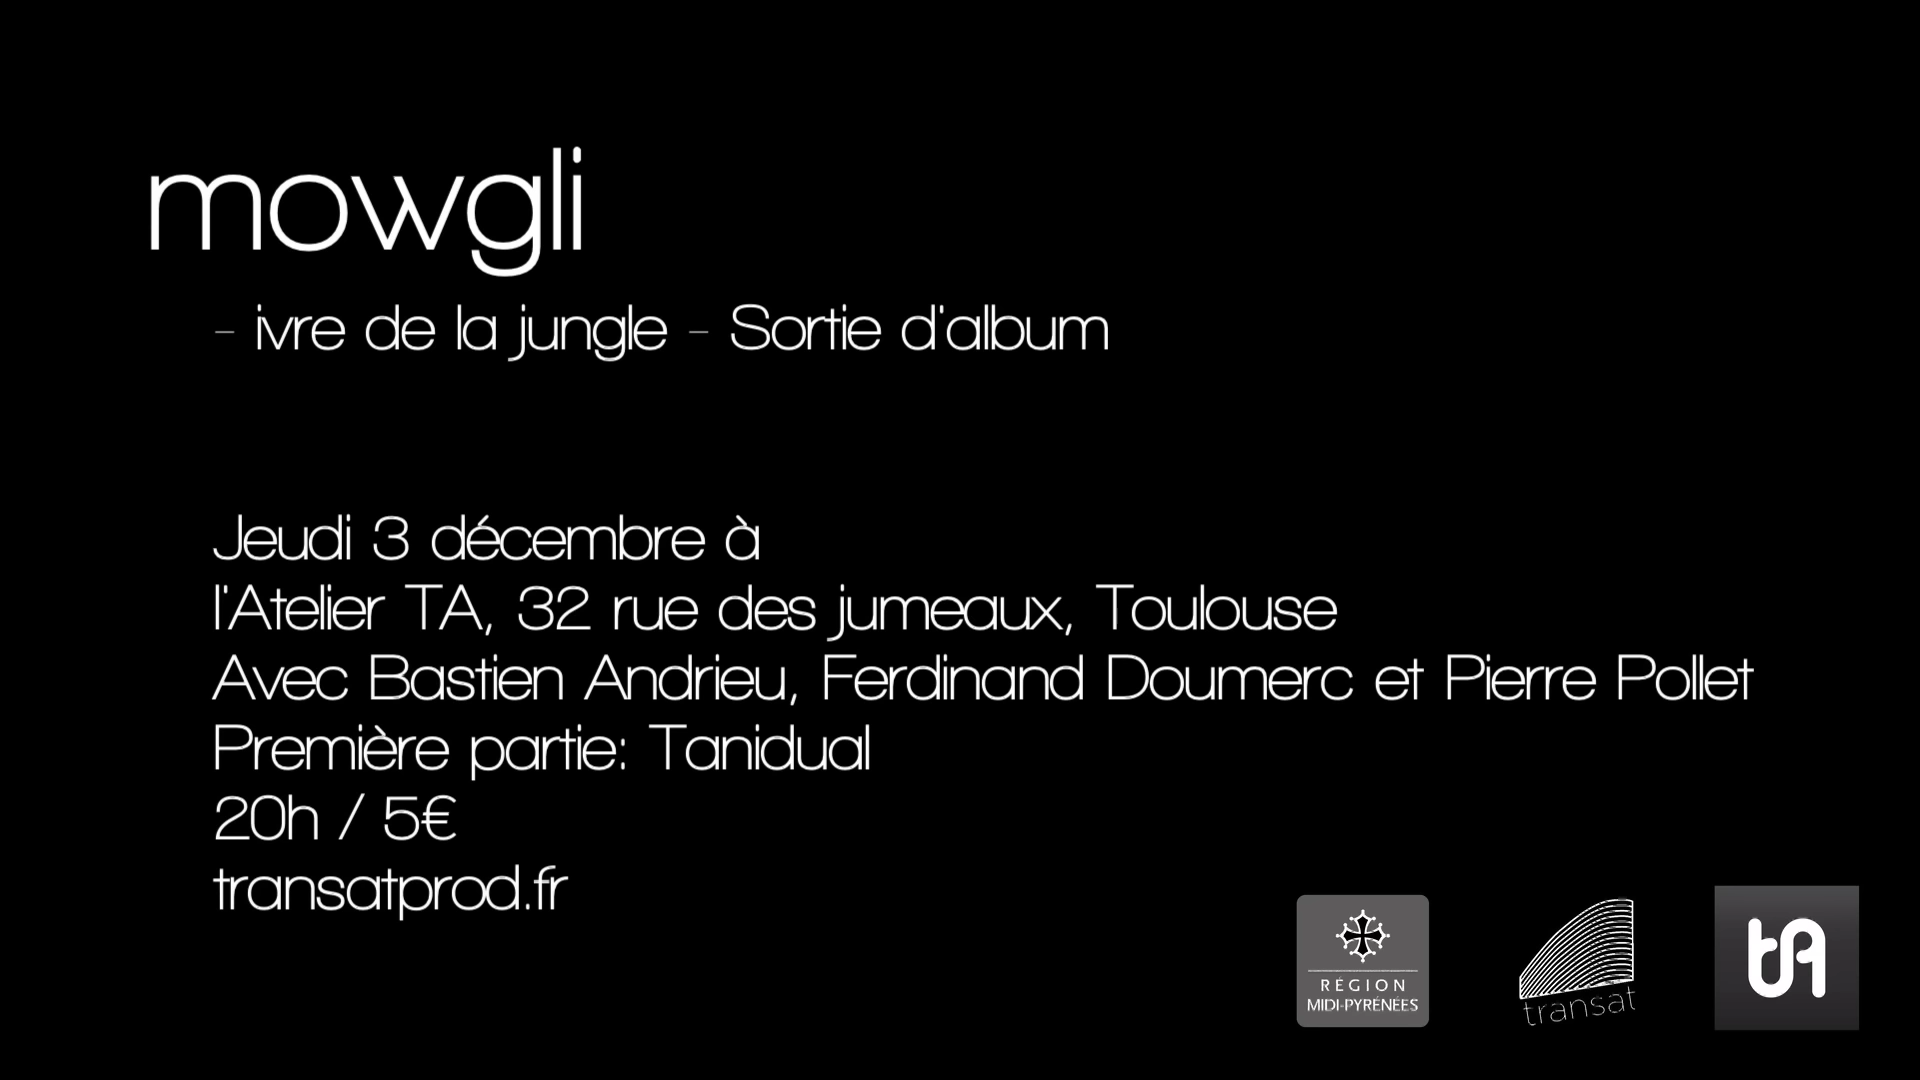 mowgli
- ivre de la jungle - Sortie d'album
Jeudi 3 décembre à
l'Atelier TA, 32 rue des jumeaux, Toulouse
Avec Bastien Andrieu, Ferdinand Doumerc et Pierre Pollet
Première partie: Tanidual
20h / 5€
transatprod.fr
RÉGION
MIDI-PYRÉNÉES
transat
tA